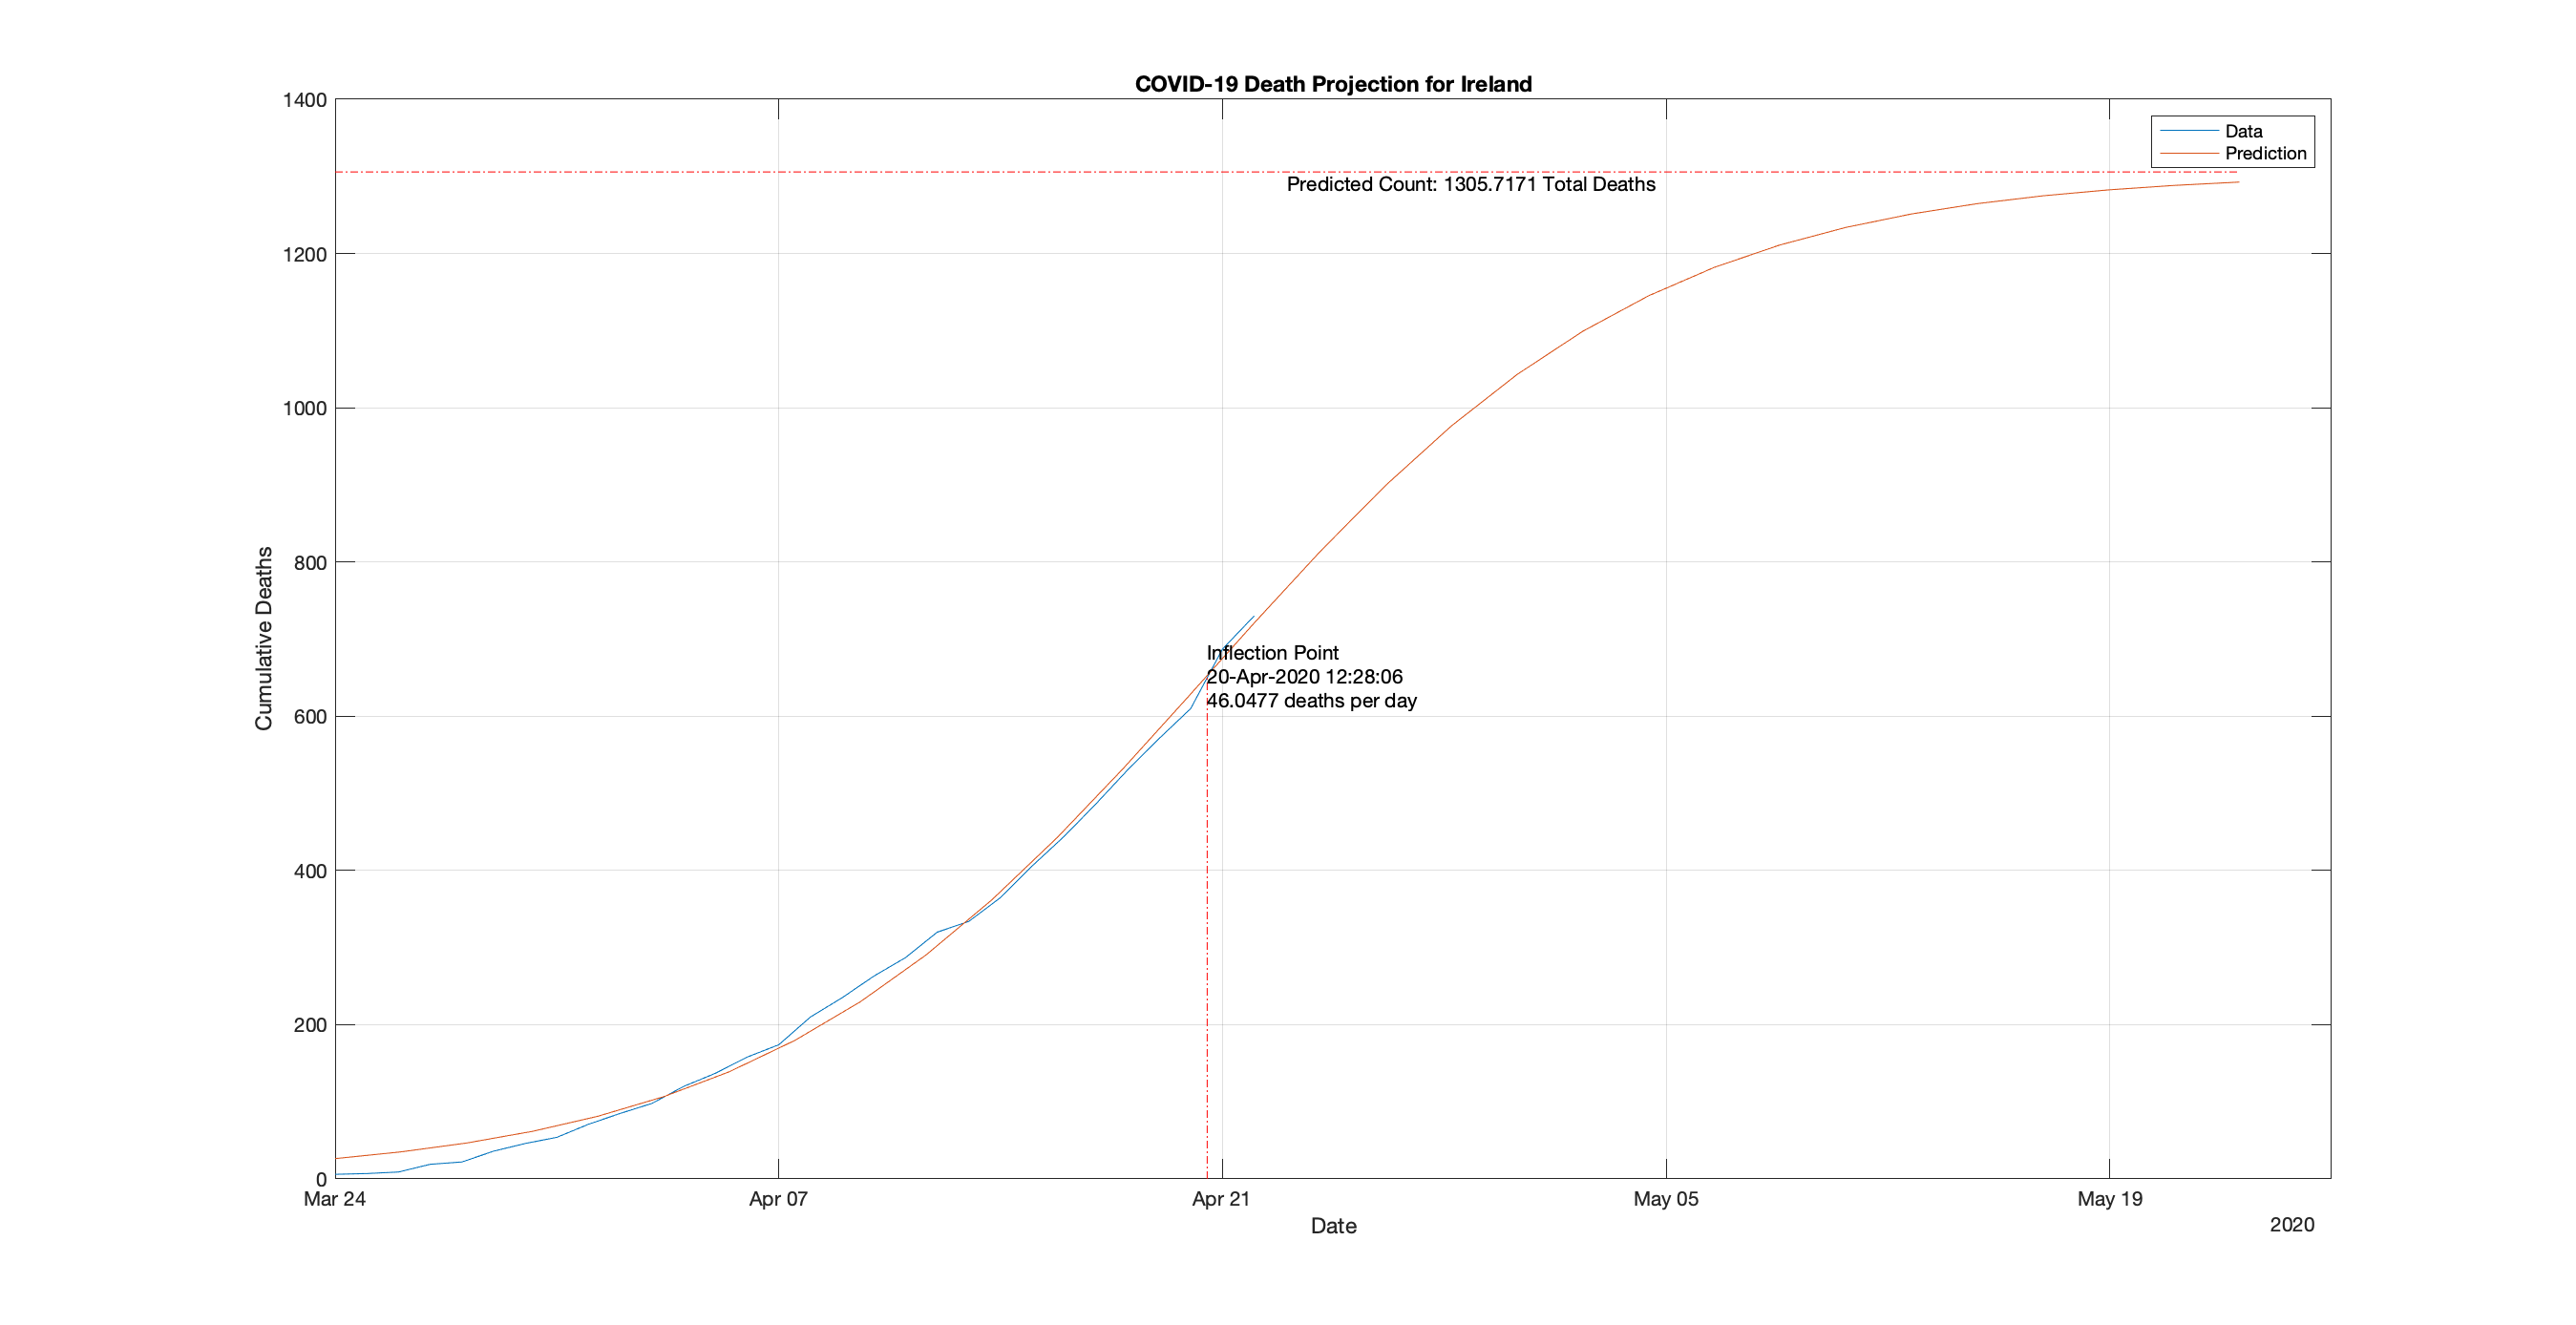 COVID-19 Death Projection for Ireland
1400
Data
Prediction
Predicted Count: 1305.7171 Total Deaths
1200
1000
800
Cumulative Deaths
Inflection Point
20-Apr-2020 12:28:06
46.0477 deaths per day
600
400
200
0
Mar 24 Apr 07 Apr 21 May 05 May 19
Date
2020